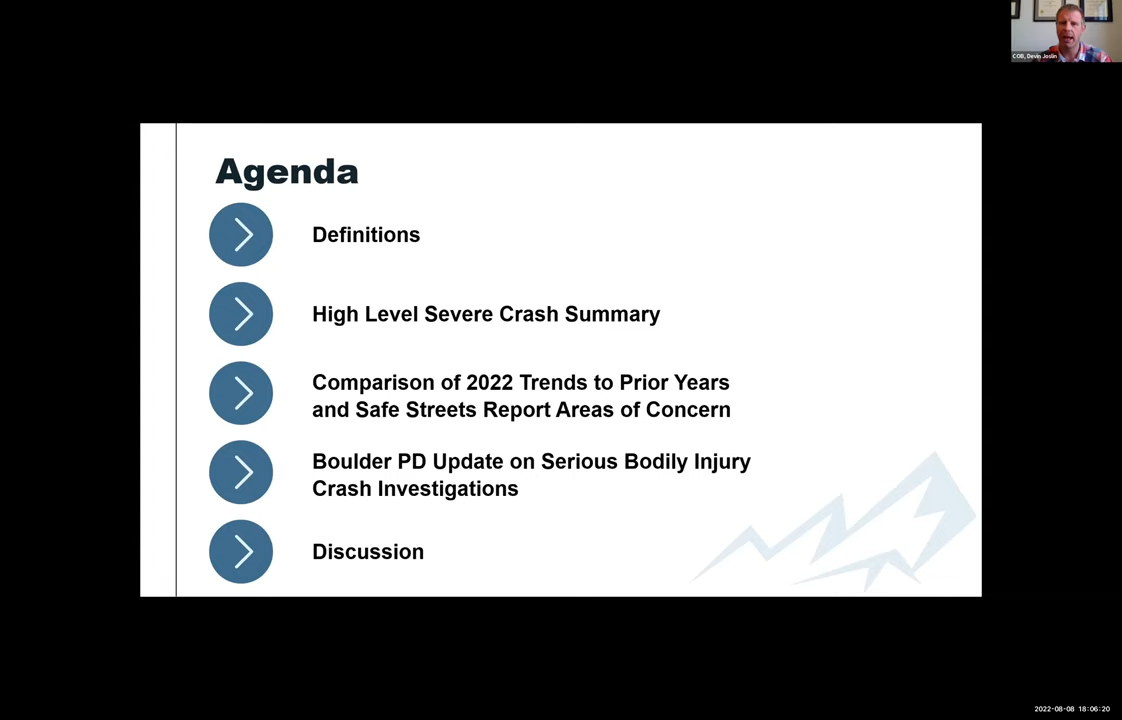 COB, Devin Joslin
Agenda
Definitions
High Level Severe Crash Summary
Comparison of 2022 Trends to Prior Years
and Safe Streets Report Areas of Concern
Boulder PD Update on Serious Bodily Injury
Crash Investigations
Discussion
2022-08-08 18:06:20